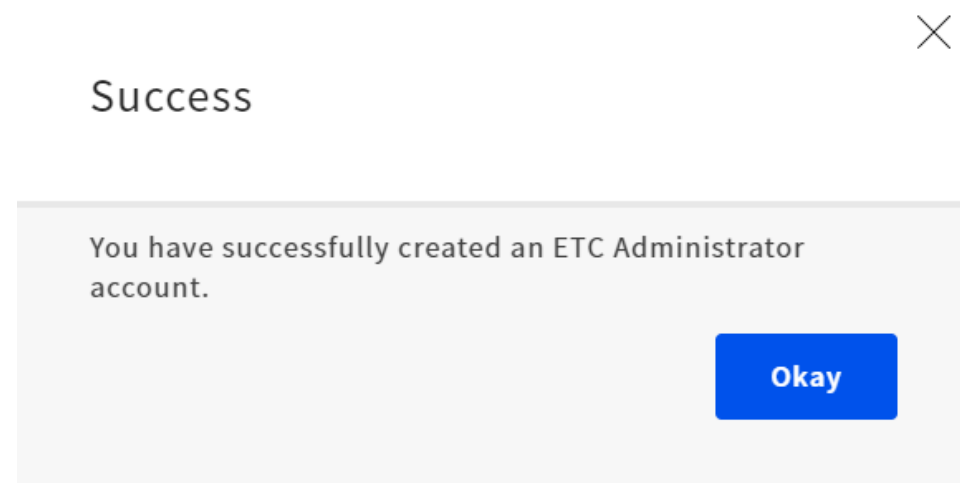 Success
You have successfully created an ETC Administrator
account.
Okay